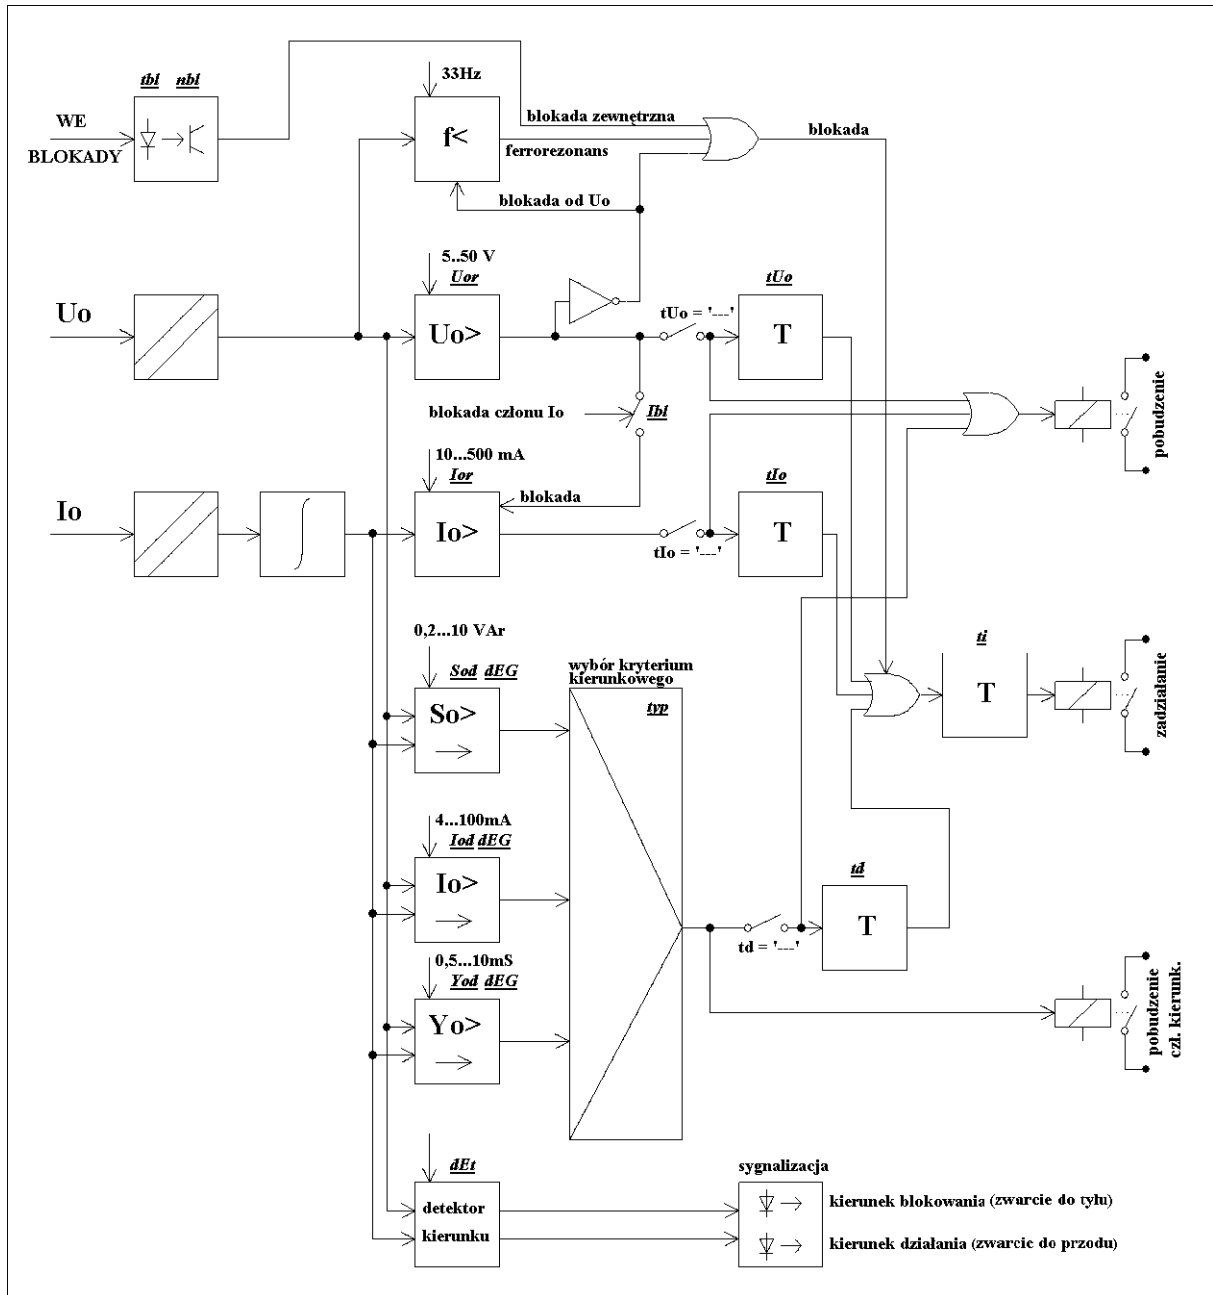 tbl nbl
WE
BLOKADY
33Hz
f<
blokada zewnętrzna
ferrorezonans
blokada od Uo
blokada
5..50 V
Uor
Uo
Uo>
tUo
tUo = '---'
T
blokada członu Io
Ibl
10...500 mA
Ior
blokada
Io
Io>
tIo
tIo = '---'
T
pobudzenie
0,2...10 VAr
Sod dEG
So>
wybór kryterium
kierunkowego
typ
ti
T
zadziałanie
4...100mA
Iod dEG
Io>
td
td = '---'
T
0,5...10mS
Yod dEG
Yo>
pobudzenie
czł. kierunk.
dEt
detektor
kierunku
sygnalizacja
kierunek blokowania (zwarcie do tyłu)
kierunek działania (zwarcie do przodu)